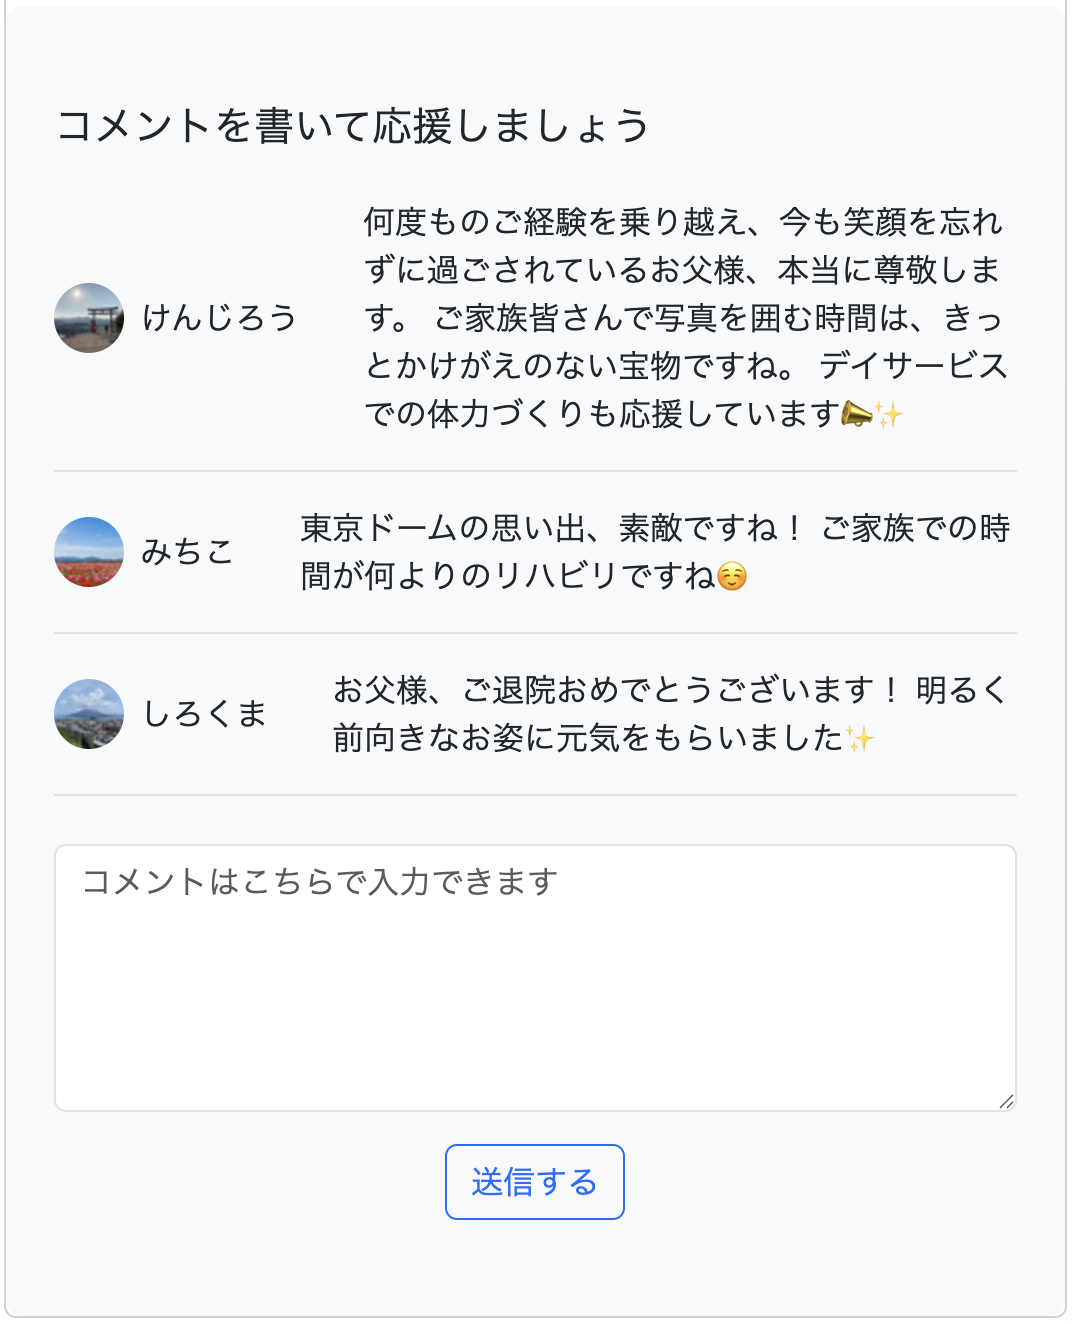 コメントを書いて応援しましょう
何度ものご経験を乗り越え、今も笑顔を忘れ
ずに過ごされているお父様、本当に尊敬しま
けんじろう
す。 ご家族皆さんで写真を囲む時間は、きっ
とかけがえのない宝物ですね。 デイサービス
での体力づくりも応援しています📣✨
みちこ
東京ドームの思い出、素敵ですね！ ご家族での時
間が何よりのリハビリですね☺️
しろくま
お父様、ご退院おめでとうございます！ 明るく
前向きなお姿に元気をもらいました✨
コメントはこちらで入力できます
送信する